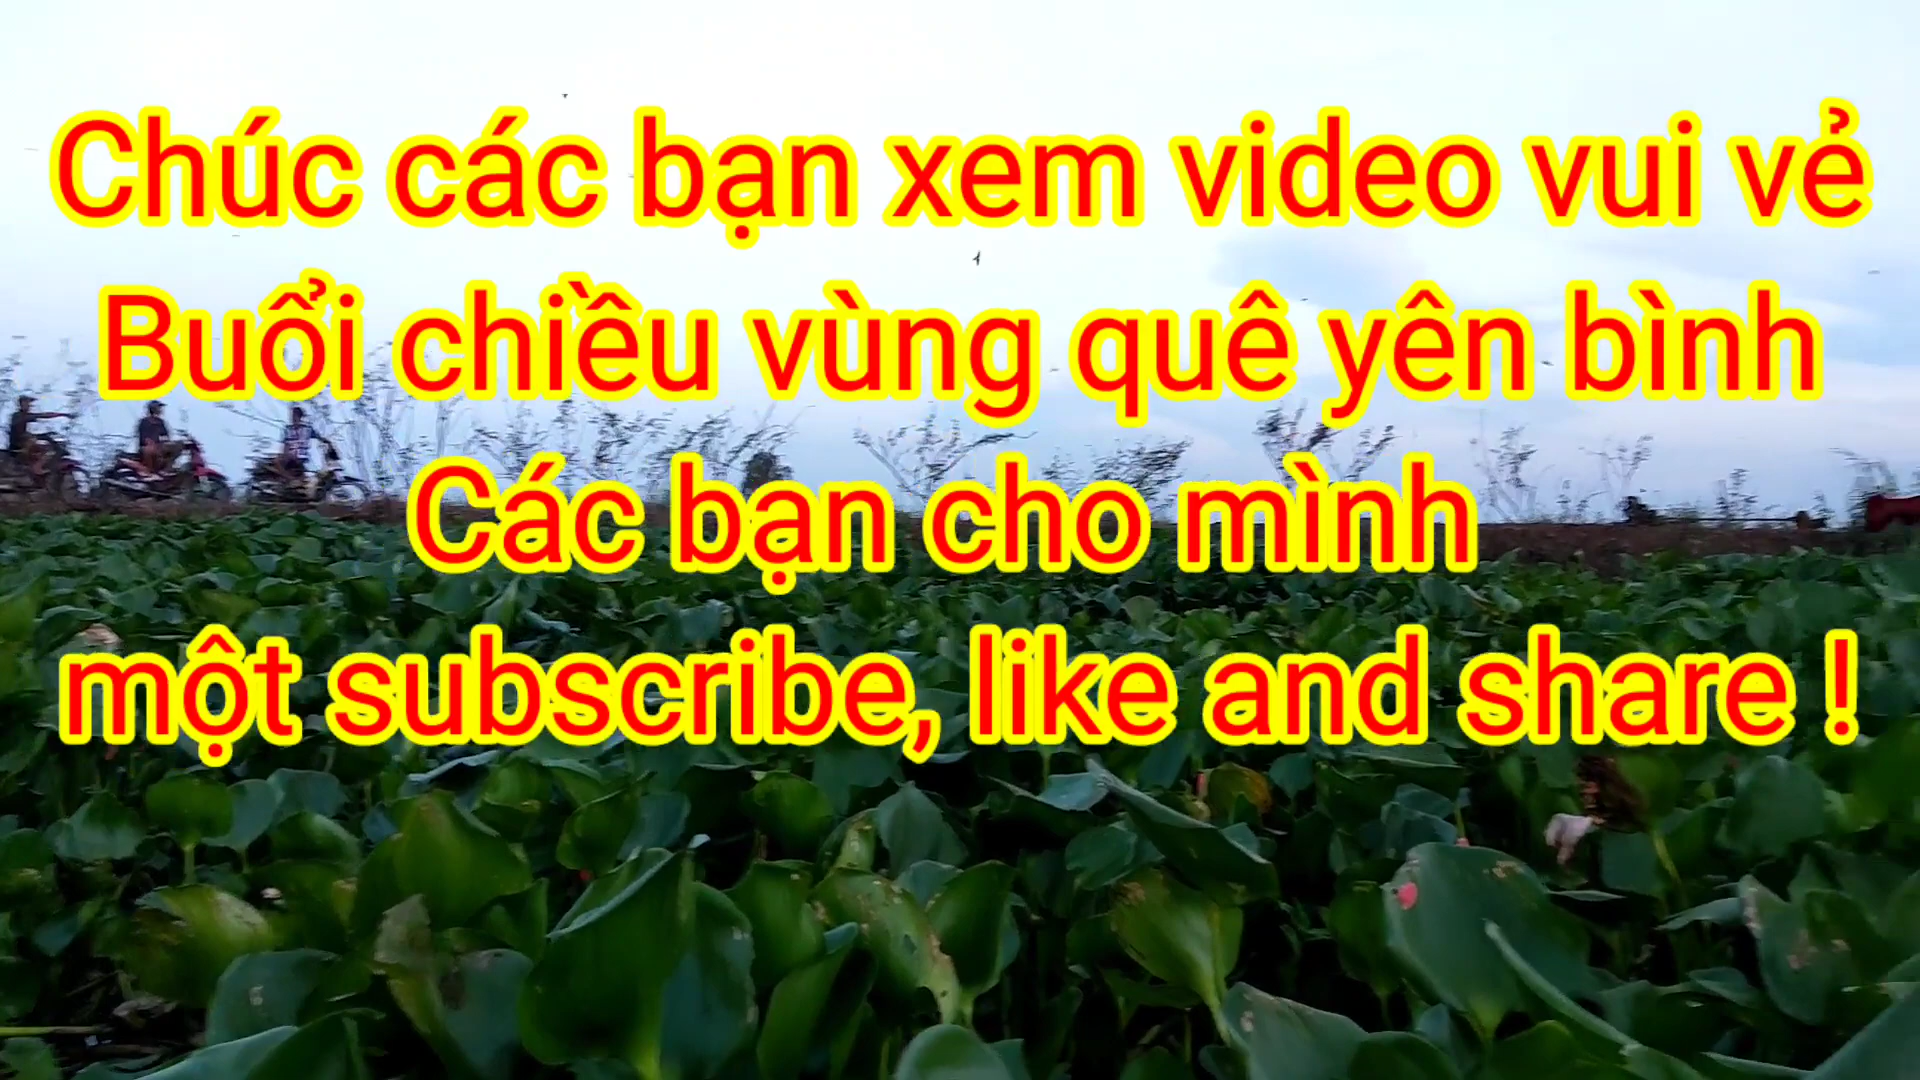 Chúc các bạn xem video vui vẻ
Buổi chiều vùng quê yên bình
Các bạn cho mình
một subscribe, like and share !